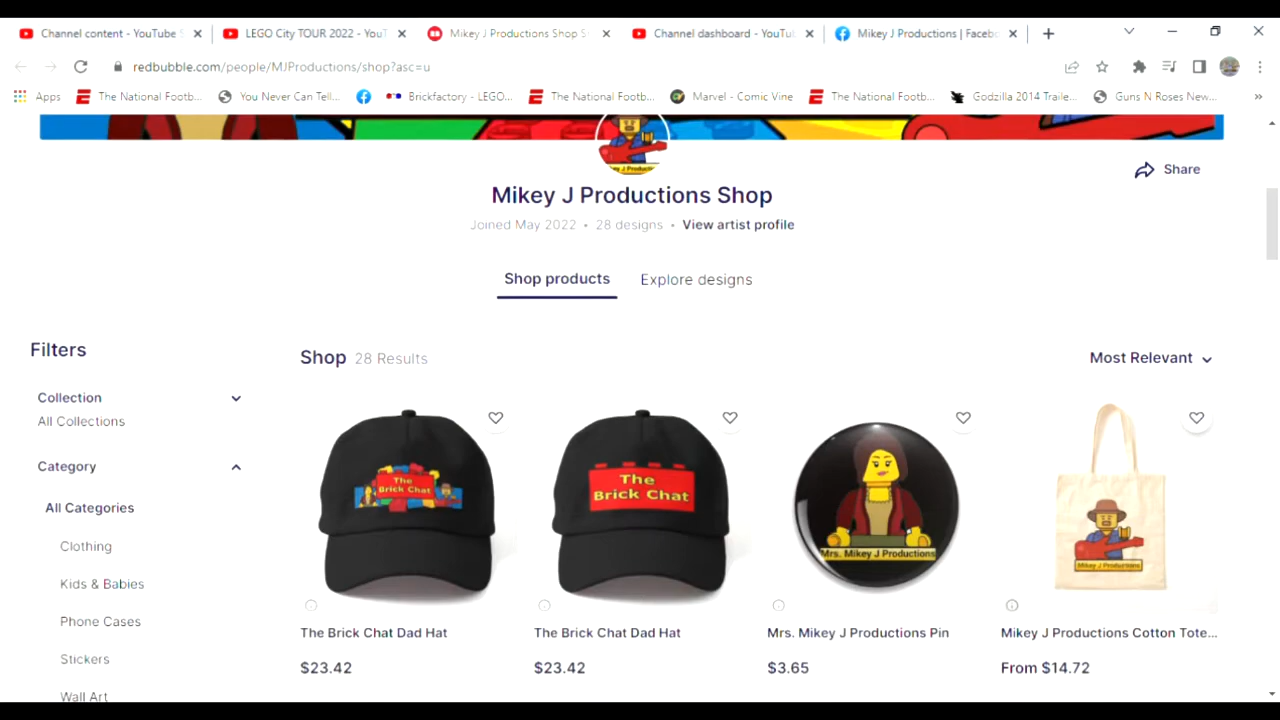 Channel content - YouTube S
LEGO City TOUR 2022 - YouT
Mikey J Productions Shop S
Channel dashboard - YouTu
Mikey J Productions | Facebo
redbubble.com/people/MJProductions/shop?asc=u
Apps
The National Footb...
You Never Can Tell...
Brickfactory - LEGO...
The National Footb...
Marvel - Comic Vine
The National Footb...
Godzilla 2014 Traile...
Guns N Roses New...
»
Share
Mikey J Productions Shop
Joined May 2022 • 28 designs • View artist profile
Shop products
Explore designs
Filters
Shop 28 Results
Most Relevant
Collection
All Collections
Category
All Categories
Clothing
Kids & Babies
Phone Cases
Stickers
Wall Art
The
Brick Chat
The
Brick Chat
Mrs. Mikey J Productions
Mikey J Productions
The Brick Chat Dad Hat
$23.42
The Brick Chat Dad Hat
$23.42
Mrs. Mikey J Productions Pin
$3.65
Mikey J Productions Cotton Tote...
From $14.72